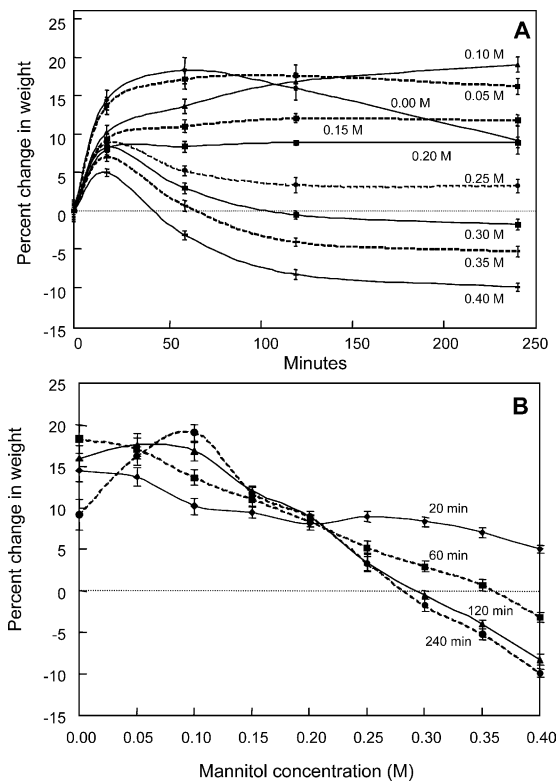 A
Percent change in weight
25
20
15
10
5
0
-5
-10
-15
0.10 M
0.05 M
0.00 M
0.15 M
0.20 M
0.25 M
0.30 M
0.35 M
0.40 M
0 50 100 150 200 250
Minutes
B
Percent change in weight
25
20
15
10
5
0
-5
-10
-15
20 min
60 min
120 min
240 min
0.00 0.05 0.10 0.15 0.20 0.25 0.30 0.35 0.40
Mannitol concentration (M)